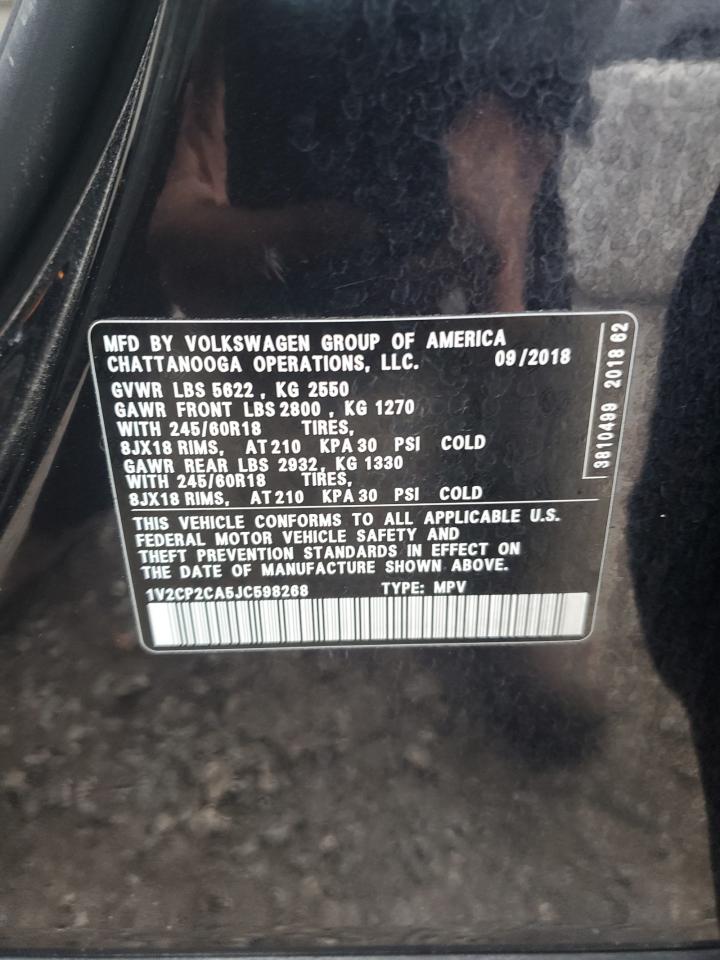 MFD BY VOLKSWAGEN GROUP OF AMERICA
CHATTANOOGA OPERATIONS, LLC. 09/2018
GVWR LBS 5622 , KG 2550
GAWR FRONT LBS 2800 , KG 1270
WITH 245/60R18 TIRES,
8JX18 RIMS, AT 210 KPA 30 PSI COLD
GAWR REAR LBS 2932, KG 1330
WITH 245/60R18 TIRES,
8JX18 RIMS, AT 210 KPA 30 PSI COLD
THIS VEHICLE CONFORMS TO ALL APPLICABLE U.S.
FEDERAL MOTOR VEHICLE SAFETY AND
THEFT PREVENTION STANDARDS IN EFFECT ON
THE DATE OF MANUFACTURE SHOWN ABOVE.
1V2CP2CA5JC598268 TYPE: MPV
3810499 2018 62